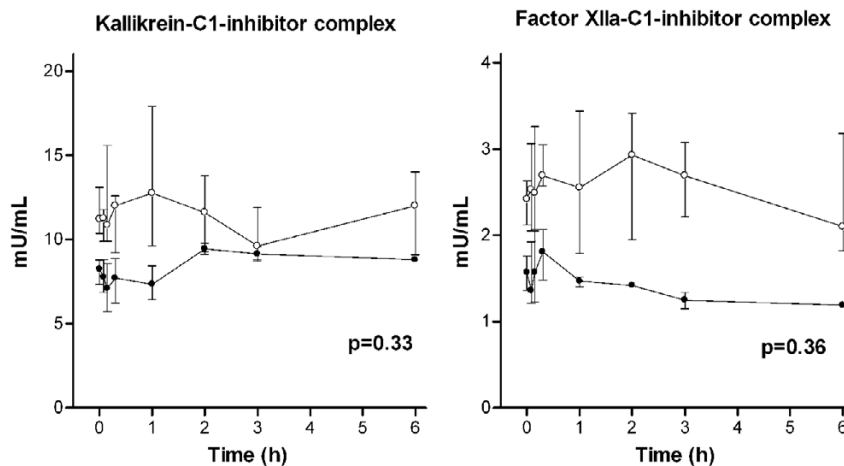 Kallikrein-C1-inhibitor complex
mU/mL
20
15
10
5
0
p=0.33
0 1 2 3 4 5 6
Time (h)
Factor XIIa-C1-inhibitor complex
mU/mL
4
3
2
1
0
p=0.36
0 1 2 3 4 5 6
Time (h)